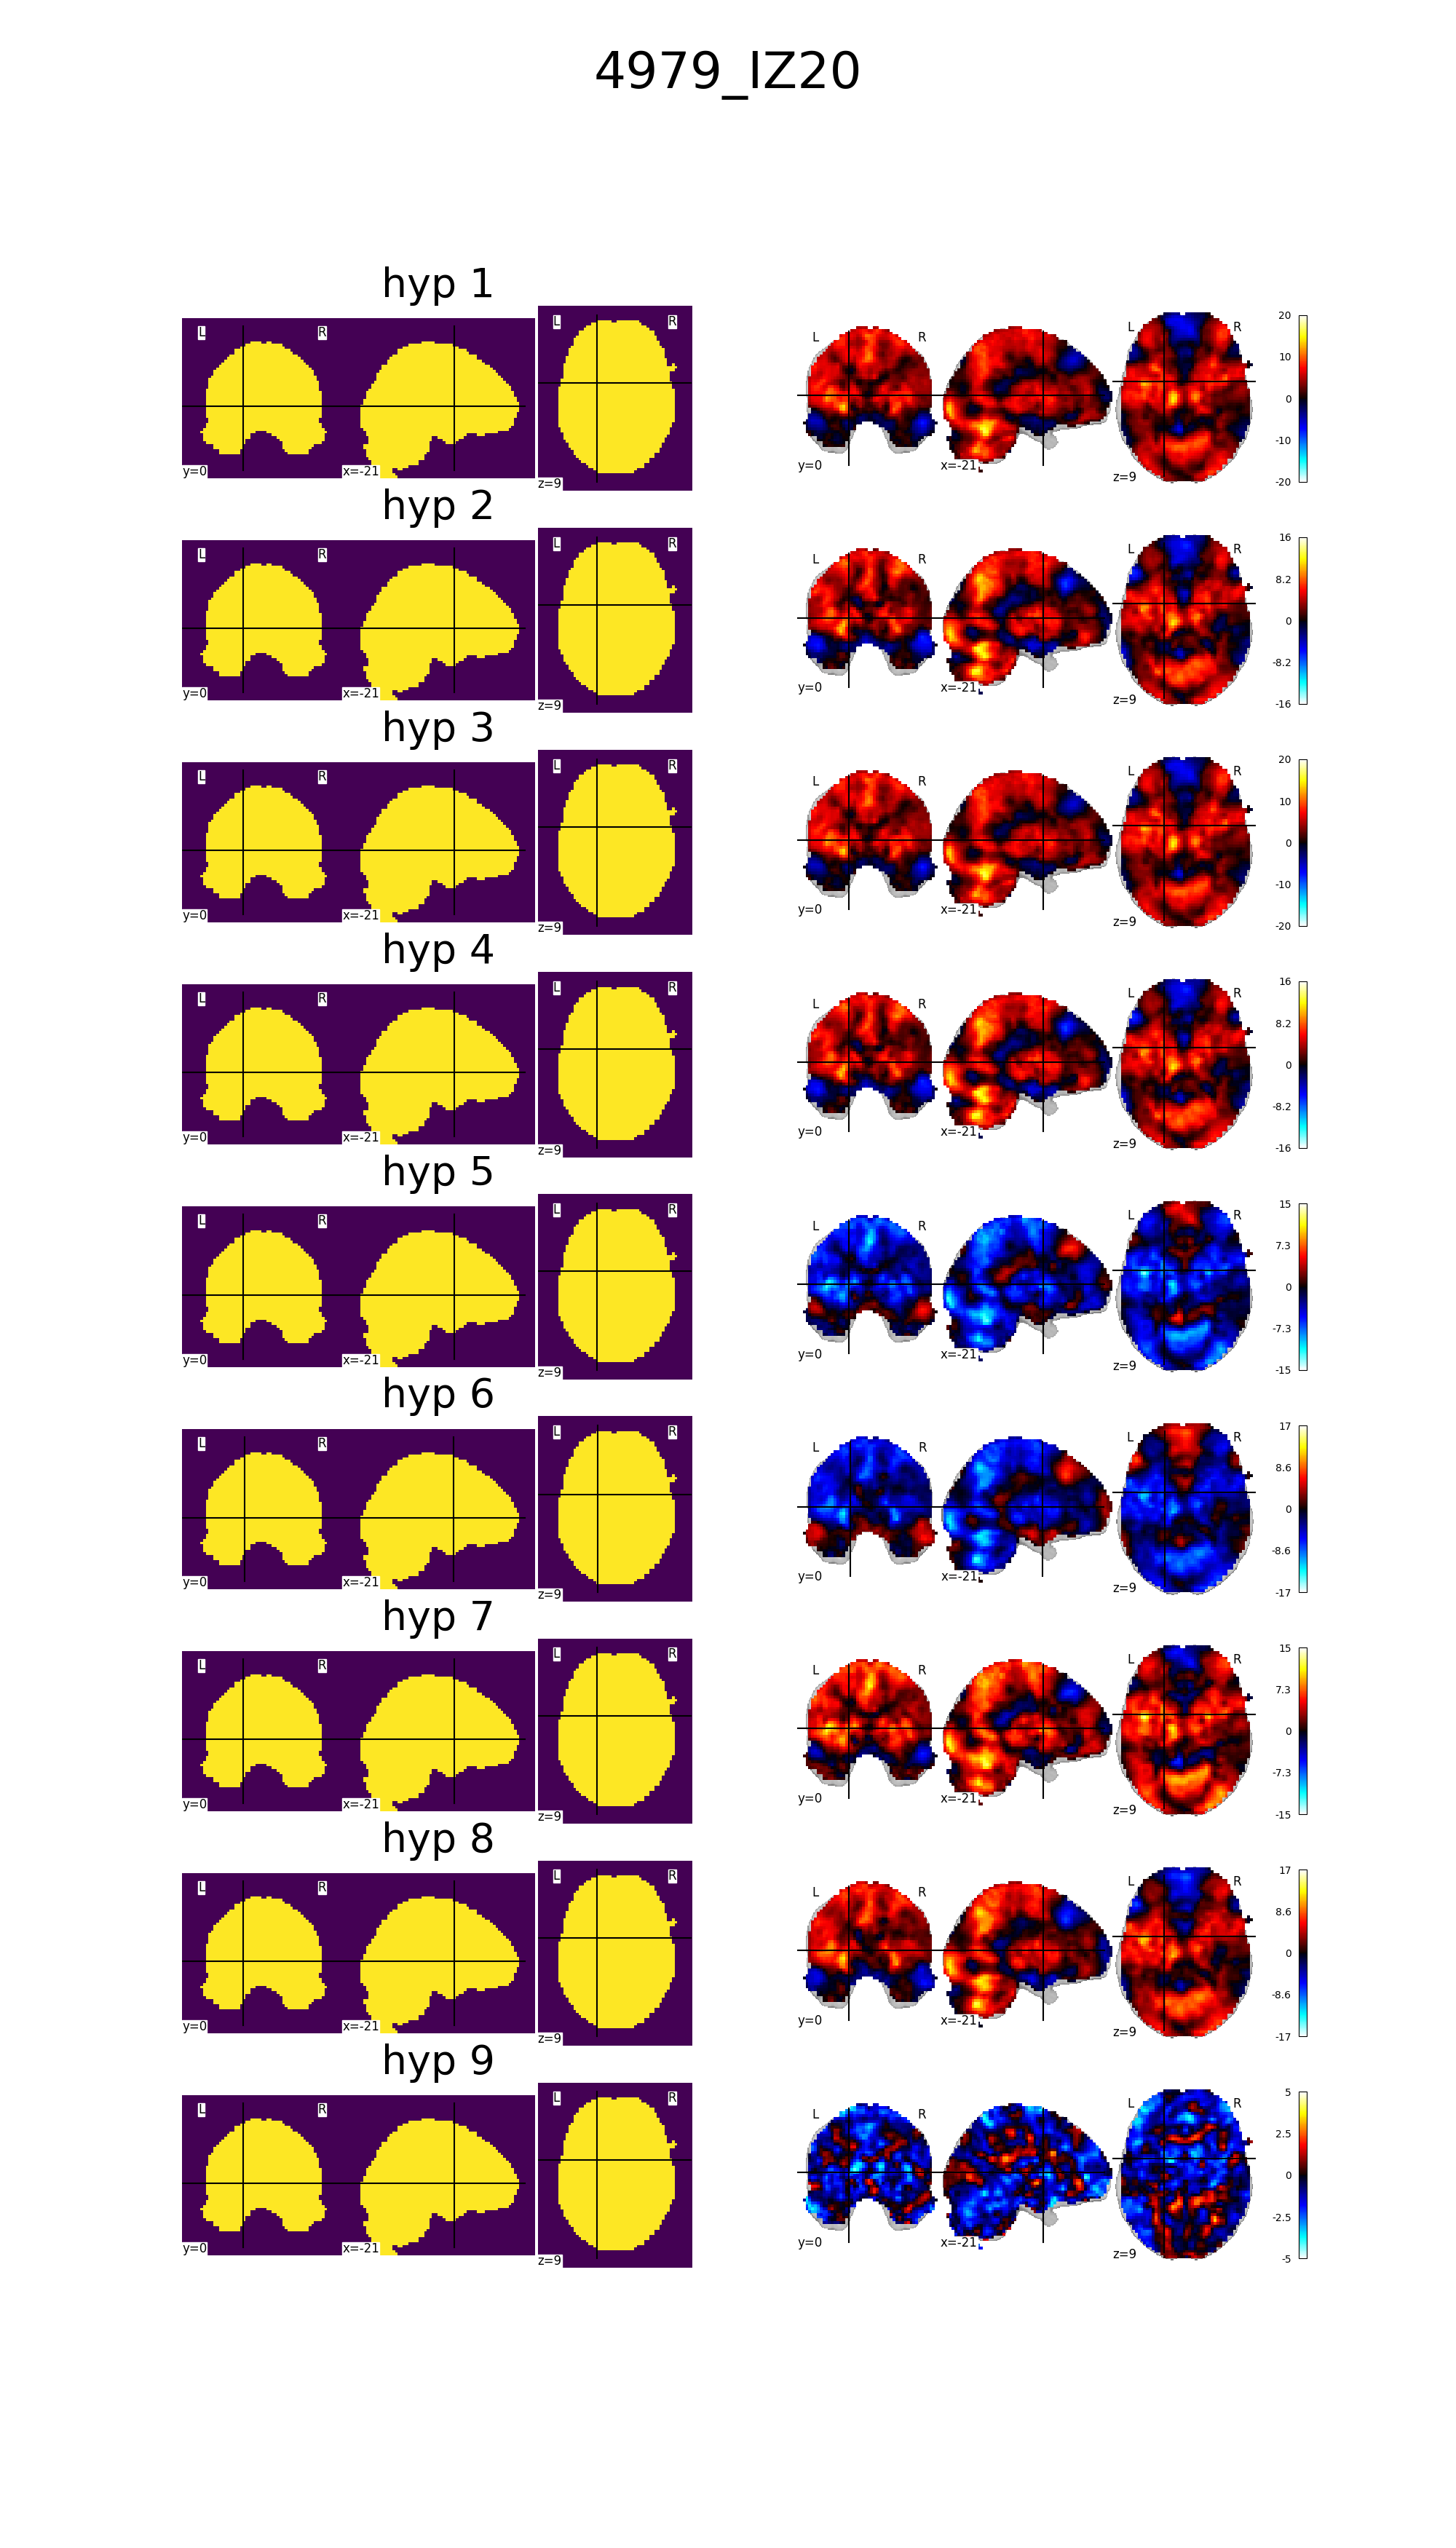 4979_IZ20
hyp 1
L R L R
y=0 x=-21 z=9
L R L R
y=0 x=-21 z=9
20
10
0
-10
-20
hyp 2
L R L R
y=0 x=-21 z=9
L R L R
y=0 x=-21 z=9
16
8.2
0
-8.2
-16
hyp 3
L R L R
y=0 x=-21 z=9
L R L R
y=0 x=-21 z=9
20
10
0
-10
-20
hyp 4
L R L R
y=0 x=-21 z=9
L R L R
y=0 x=-21 z=9
16
8.2
0
-8.2
-16
hyp 5
L R L R
y=0 x=-21 z=9
L R L R
y=0 x=-21 z=9
15
7.3
0
-7.3
-15
hyp 6
L R L R
y=0 x=-21 z=9
L R L R
y=0 x=-21 z=9
17
8.6
0
-8.6
-17
hyp 7
L R L R
y=0 x=-21 z=9
L R L R
y=0 x=-21 z=9
15
7.3
0
-7.3
-15
hyp 8
L R L R
y=0 x=-21 z=9
L R L R
y=0 x=-21 z=9
17
8.6
0
-8.6
-17
hyp 9
L R L R
y=0 x=-21 z=9
L R L R
y=0 x=-21 z=9
5
2.5
0
-2.5
-5